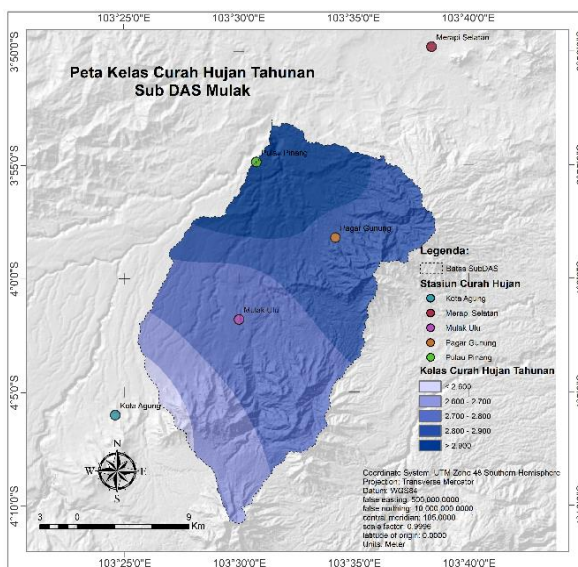 103°25'0"E 103°30'0"E 103°35'0"E 103°40'0"E
3°50'0"S
3°55'0"S
4°0'0"S
4°5'0"S
4°10'0"S
Peta Kelas Curah Hujan Tahunan
Sub DAS Mulak
Merapi Selatan
Pulau Pinang
Pagar Gunung
Mulak Ulu
Kota Agung
N
W E
S
3 0 9
Km
Legenda:
Batas SubDAS
Stasiun Curah Hujan
Kota Agung
Merapi Selatan
Mulak Ulu
Pagar Gunung
Pulau Pinang
Kelas Curah Hujan Tahunan
< 2.600
2.600 - 2.700
2.700 - 2.800
2.800 - 2.900
> 2.900
Coordinate System: UTM Zone 48 Southern Hemisphere
Projection: Transverse Mercator
Datum: WGS84
false easting: 500,000.0000
false northing: 10,000,000.0000
central meridian: 105.0000
scale factor: 0.9996
latitude of origin: 0.0000
Units: Meter
103°25'0"E 103°30'0"E 103°35'0"E 103°40'0"E